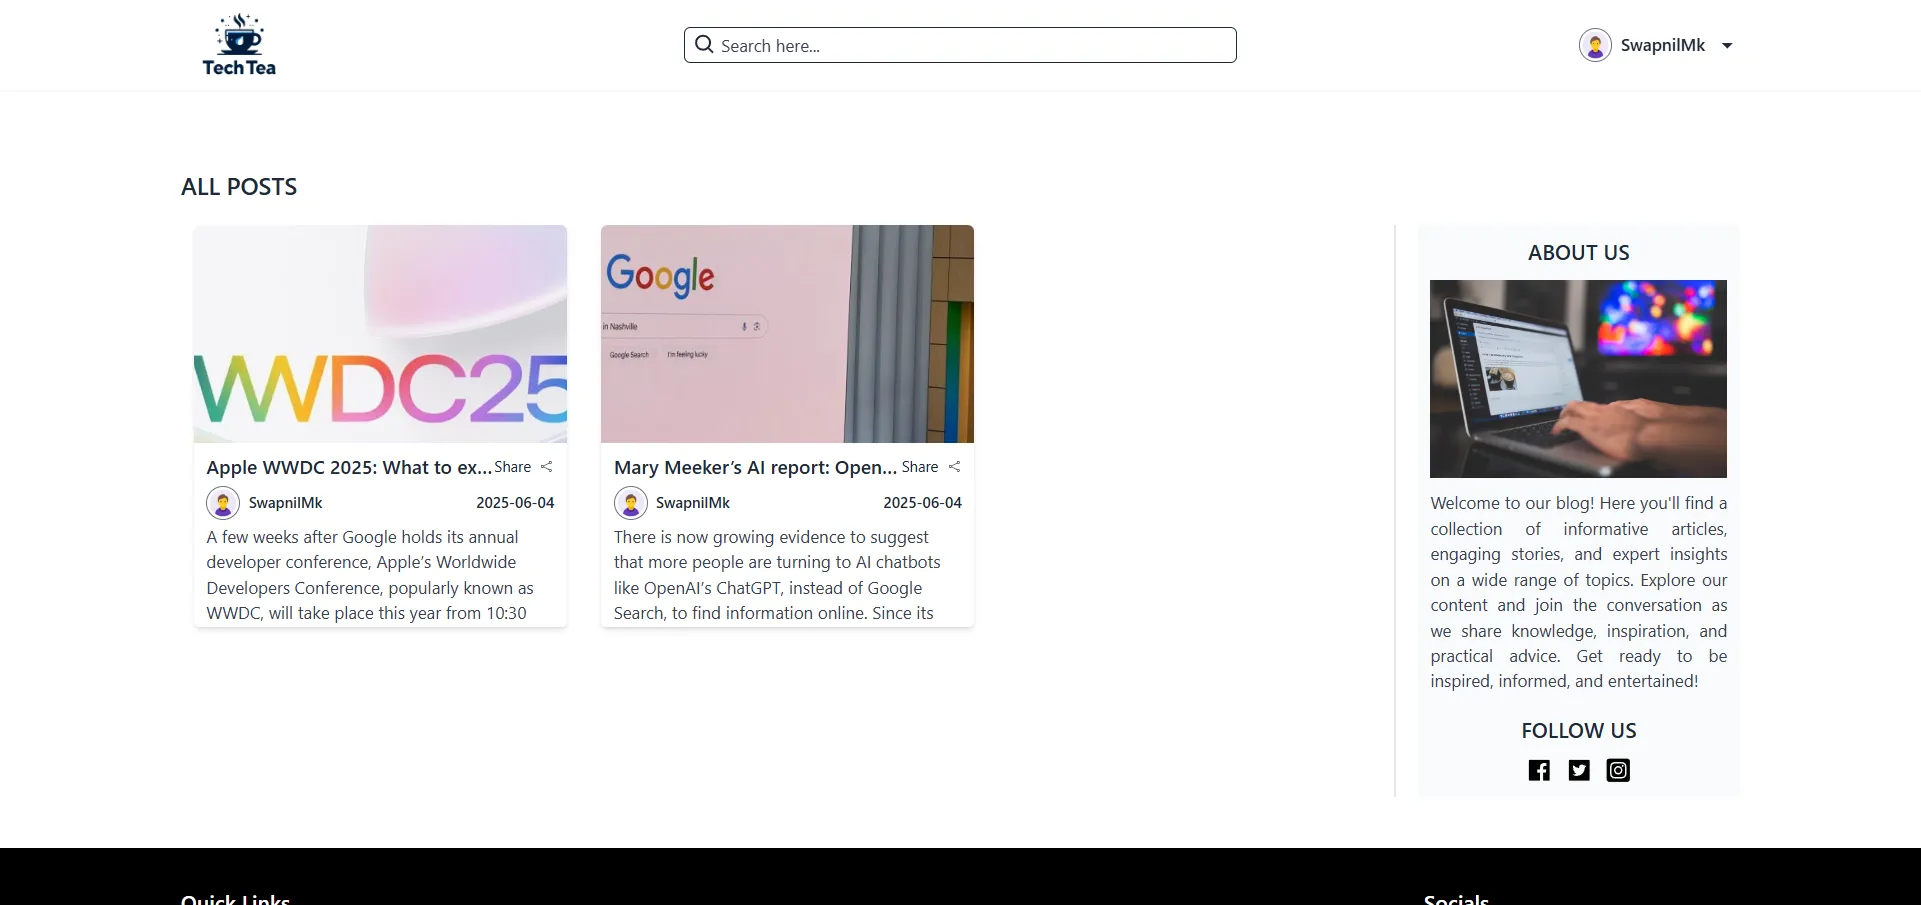 Tech Tea
Search here...
SwapnilMk
ALL POSTS
WWDC25
Apple WWDC 2025: What to ex...
Share
SwapnilMk
2025-06-04
A few weeks after Google holds its annual
developer conference, Apple’s Worldwide
Developers Conference, popularly known as
WWDC, will take place this year from 10:30
Google
in Nashville
Google Search
I'm feeling lucky
Mary Meeker’s AI report: Open...
Share
SwapnilMk
2025-06-04
There is now growing evidence to suggest
that more people are turning to AI chatbots
like OpenAI’s ChatGPT, instead of Google
Search, to find information online. Since its
ABOUT US
Welcome to our blog! Here you'll find a
collection of informative articles,
engaging stories, and expert insights
on a wide range of topics. Explore our
content and join the conversation as
we share knowledge, inspiration, and
practical advice. Get ready to be
inspired, informed, and entertained!
FOLLOW US
Quick Links
Socials